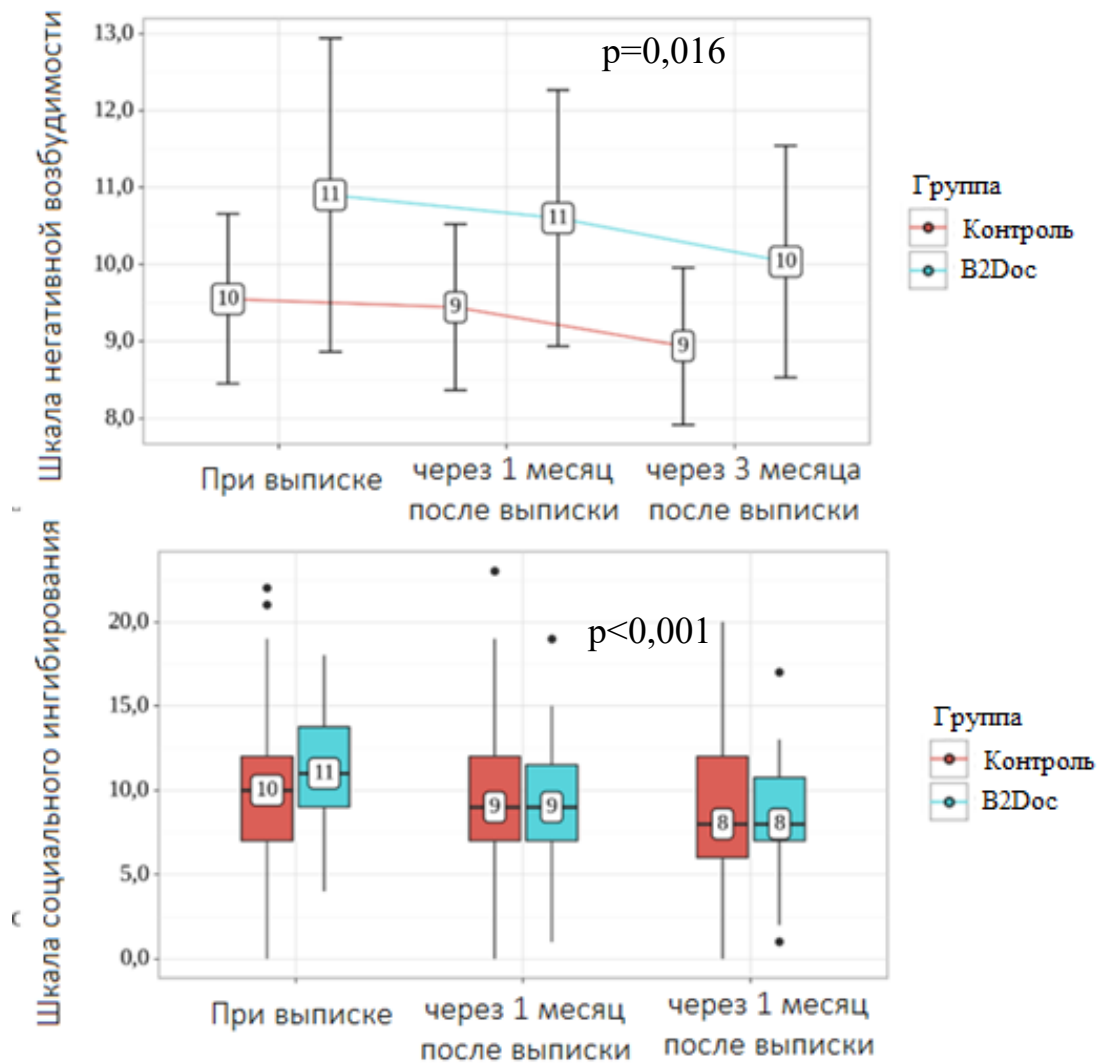 Шкала негативной возбудимости
13,0
12,0
11,0
10,0
9,0
8,0
p=0,016
10
11
9
11
9
10
При выписке
через 1 месяц
после выписки
через 3 месяца
после выписки
Группа
Контроль
B2Doc
Шкала социального ингибирования
20,0
15,0
10,0
5,0
0,0
p<0,001
10
11
9
9
8
8
При выписке
через 1 месяц
после выписки
через 1 месяц
после выписки
Группа
Контроль
B2Doc